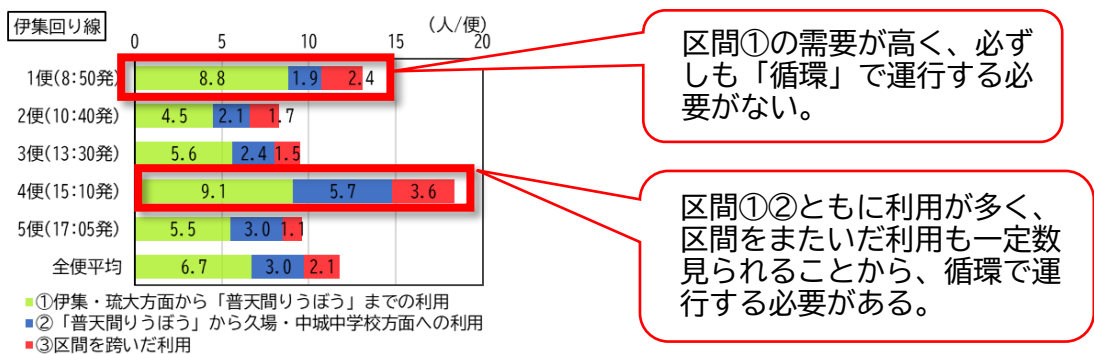 伊集回り線
(人/便)
0 5 10 15 20
1便(8:50発) 8.8 1.9 2.4
2便(10:40発) 4.5 2.1 1.7
3便(13:30発) 5.6 2.4 1.5
4便(15:10発) 9.1 5.7 3.6
5便(17:05発) 5.5 3.0 1.1
全便平均 6.7 3.0 2.1
■①伊集・琉大方面から「普天間りうぼう」までの利用
■②「普天間りうぼう」から久場・中城中学校方面への利用
■③区間を跨いだ利用
区間①の需要が高く、必ず
しも「循環」で運行する必
要がない。
区間①②ともに利用が多く、
区間をまたいだ利用も一定数
見られることから、循環で運
行する必要がある。